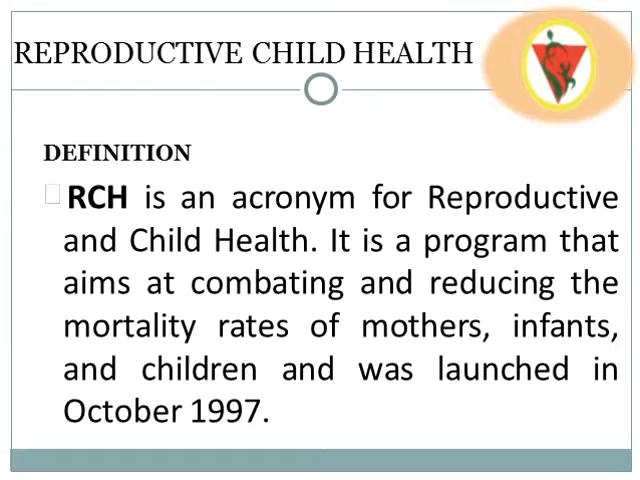 REPRODUCTIVE CHILD HEALTH
DEFINITION
RCH is an acronym for Reproductive
and Child Health. It is a program that
aims at combating and reducing the
mortality rates of mothers, infants,
and children and was launched in
October 1997.